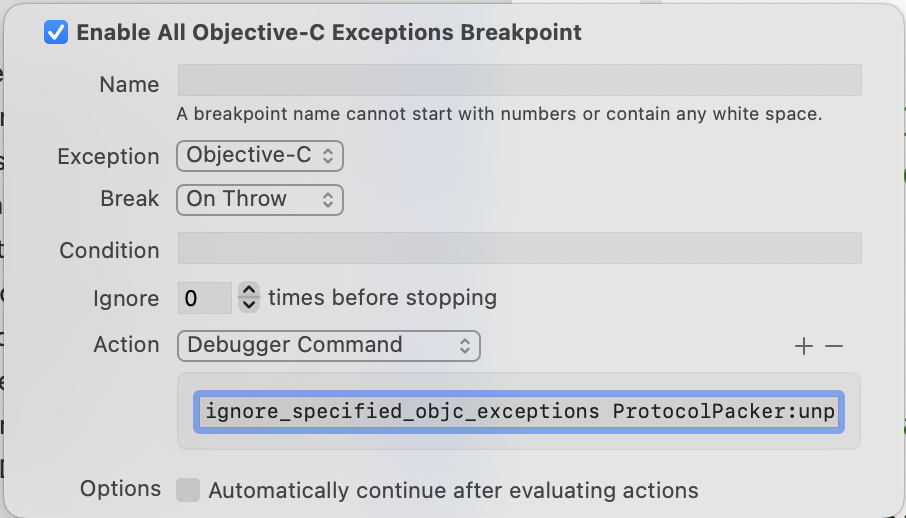 Enable All Objective-C Exceptions Breakpoint
Name
A breakpoint name cannot start with numbers or contain any white space.
Exception Objective-C
Break On Throw
Condition
Ignore 0 times before stopping
Action Debugger Command
ignore_specified_objc_exceptions ProtocolPacker:unp
Options Automatically continue after evaluating actions